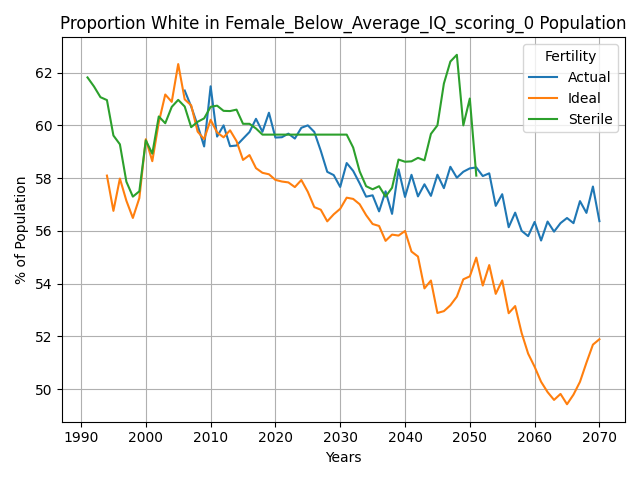 Proportion White in Female_Below_Average_IQ_scoring_0 Population
% of Population
62
60
58
56
54
52
50
Fertility
Actual
Ideal
Sterile
1990
2000
2010
2020
2030
2040
2050
2060
2070
Years